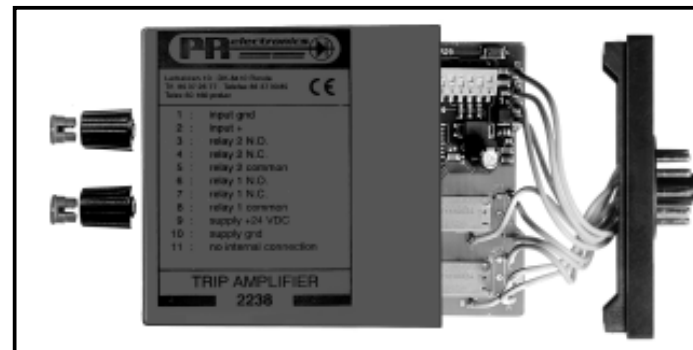 PR electronics
CE
1 : input gnd
2 : input +
3 : relay 2 N.O.
4 : relay 2 N.C.
5 : relay 2 common
6 : relay 1 N.O.
7 : relay 1 N.C.
8 : relay 1 common
9 : supply +24 VDC
10 : supply gnd
11 : no internal connection
TRIP AMPLIFIER
2238